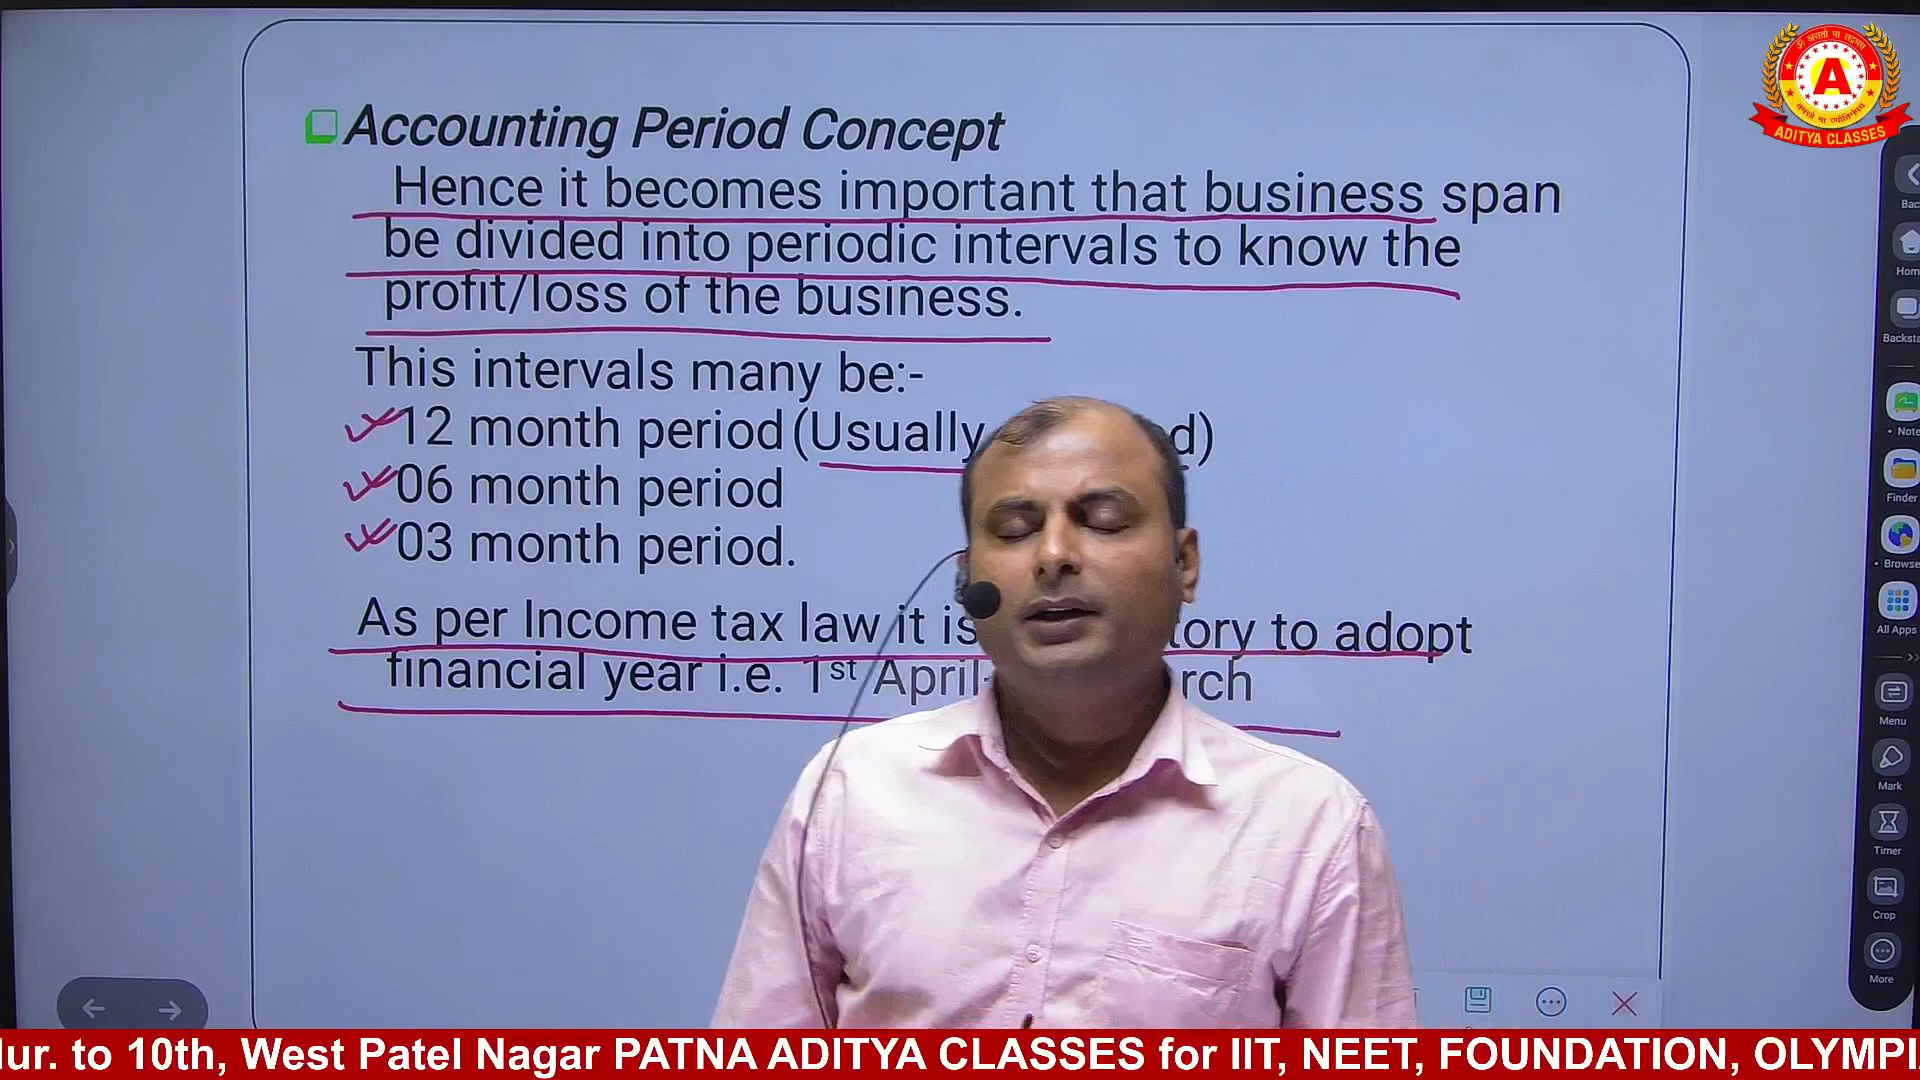 Accounting Period Concept
Hence it becomes important that business span
be divided into periodic intervals to know the
profit/loss of the business.
This intervals many be:-
12 month period (Usually d)
06 month period
03 month period.
As per Income tax law it is tory to adopt
financial year i.e. 1st April- rch
A
ADITYA CLASSES
Bac
Hom
Backsta
Note
Finder
Browse
All Apps
Menu
Mark
Timer
Crop
More
lur. to 10th, West Patel Nagar PATNA ADITYA CLASSES for IIT, NEET, FOUNDATION, OLYMPI